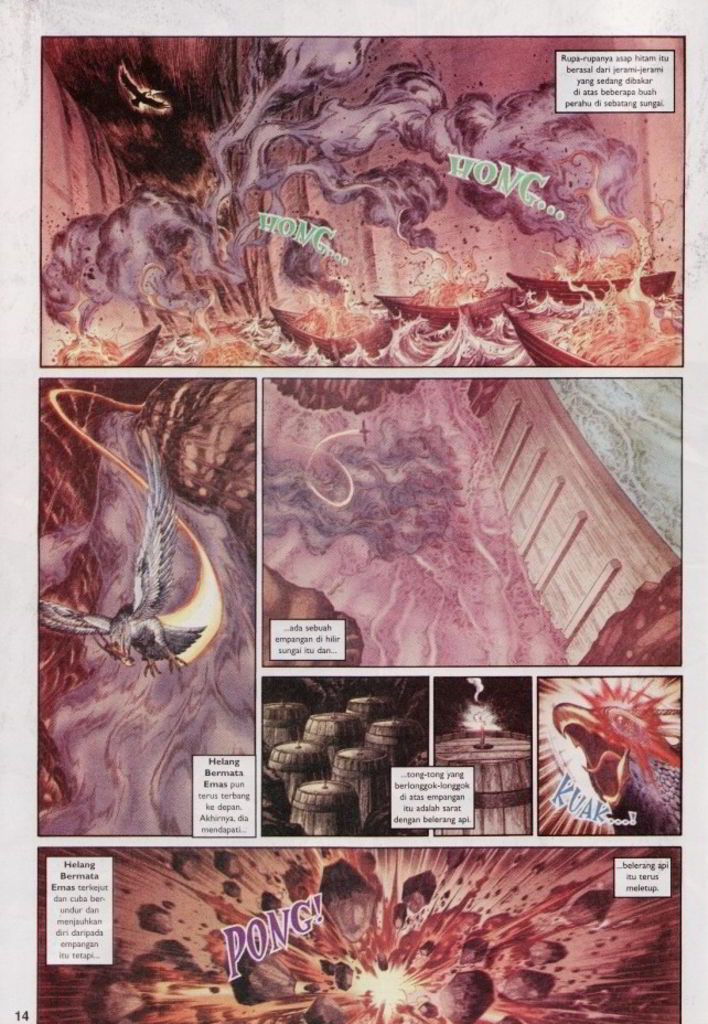 Rupa-rupanya asap hitam itu
berasal dari jerami-jerami
yang sedang dibakar
di atas beberapa buah
perahu di sebatang sungai.
HONG...
HONG...
Helang
Bermata
Emas pun
terus terbang
ke depan.
Akhirnya, dia
mendapati...
...ada sebuah
empangan di hilir
sungai itu dan...
...tong-tong yang
berlonggok-longgok
di atas empangan
itu adalah sarat
dengan belerang api.
KUAK...!
Helang
Bermata
Emas terkejut
dan cuba ber-
undur dan
menjauhkan
diri daripada
empangan
itu tetapi...
PONG!
...belerang api
itu terus
meletup.
14